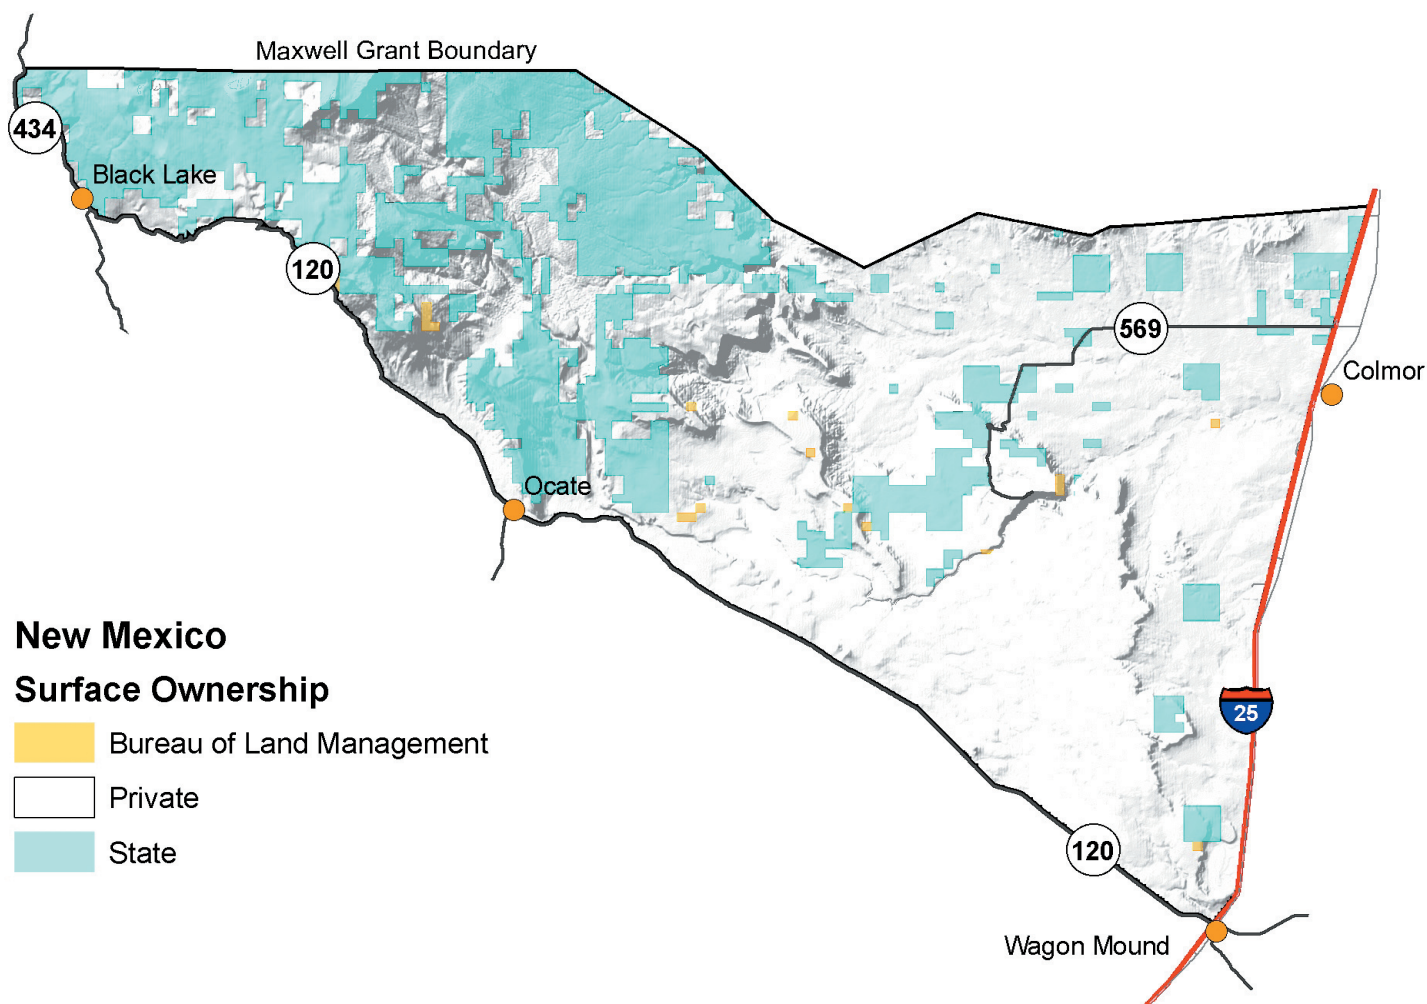 Maxwell Grant Boundary
434
Black Lake
120
569
Colmor
Ocate
New Mexico
Surface Ownership
Bureau of Land Management
Private
State
25
120
Wagon Mound